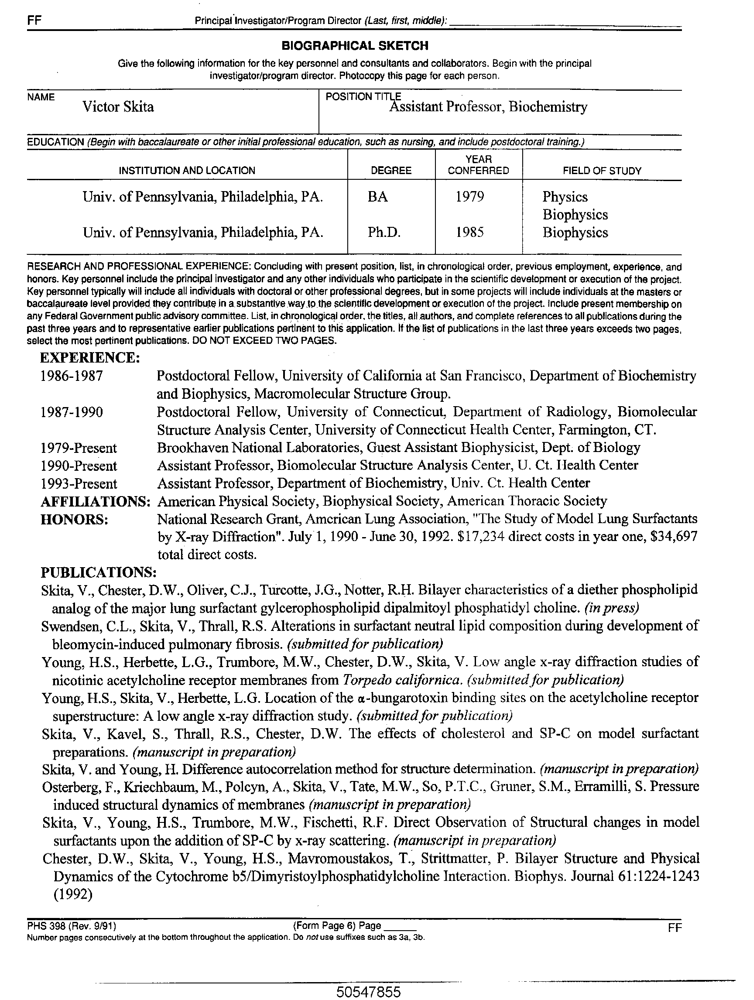 FF
Principal Investigator/Program Director (Last, first, middle):
BIOGRAPHICAL SKETCH
Give the following information for the key personnel and consultants and collaborators. Begin with the principal
investigator/program director. Photocopy this page for each person.
NAME
Victor Skita
POSITION TITLE
Assistant Professor, Biochemistry
EDUCATION (Begin with baccalaureate or other initial professional education, such as nursing, and include postdoctoral training.)
INSTITUTION AND LOCATION
DEGREE
YEAR
CONFERRED
FIELD OF STUDY
Univ. of Pennsylvania, Philadelphia, PA. BA 1979 Physics
Biophysics
Univ. of Pennsylvania, Philadelphia, PA. Ph.D. 1985 Biophysics
RESEARCH AND PROFESSIONAL EXPERIENCE: Concluding with present position, list, in chronological order, previous employment, experience, and
honors. Key personnel include the principal investigator and any other individuals who participate in the scientific development or execution of the project.
Key personnel typically will include all individuals with doctoral or other professional degrees, but in some projects will include individuals at the masters or
baccalaureate level provided they contribute in a substantive way to the scientific development or execution of the project. Include present membership on
any Federal Government public advisory committee. List, in chronological order, the titles, all authors, and complete references to all publications during the
past three years and to representative earlier publications pertinent to this application. If the list of publications in the last three years exceeds two pages,
select the most pertinent publications. DO NOT EXCEED TWO PAGES.
EXPERIENCE:
1986-1987 Postdoctoral Fellow, University of California at San Francisco, Department of Biochemistry
and Biophysics, Macromolecular Structure Group.
1987-1990 Postdoctoral Fellow, University of Connecticut, Department of Radiology, Biomolecular
Structure Analysis Center, University of Connecticut Health Center, Farmington, CT.
1979-Present Brookhaven National Laboratories, Guest Assistant Biophysicist, Dept. of Biology
1990-Present Assistant Professor, Biomolecular Structure Analysis Center, U. Ct. Health Center
1993-Present Assistant Professor, Department of Biochemistry, Univ. Ct. Health Center
AFFILIATIONS: American Physical Society, Biophysical Society, American Thoracic Society
HONORS: National Research Grant, American Lung Association, "The Study of Model Lung Surfactants
by X-ray Diffraction". July 1, 1990 - June 30, 1992. $17,234 direct costs in year one, $34,697
total direct costs.
PUBLICATIONS:
Skita, V., Chester, D.W., Oliver, C.J., Turcotte, J.G., Notter, R.H. Bilayer characteristics of a diether phospholipid
analog of the major lung surfactant gylcerophospholipid dipalmitoyl phosphatidyl choline. (in press)
Swendsen, C.L., Skita, V., Thrall, R.S. Alterations in surfactant neutral lipid composition during development of
bleomycin-induced pulmonary fibrosis. (submitted for publication)
Young, H.S., Herbette, L.G., Trumbore, M.W., Chester, D.W., Skita, V. Low angle x-ray diffraction studies of
nicotinic acetylcholine receptor membranes from Torpedo californica. (submitted for publication)
Young, H.S., Skita, V., Herbette, L.G. Location of the α-bungarotoxin binding sites on the acetylcholine receptor
superstructure: A low angle x-ray diffraction study. (submitted for publication)
Skita, V., Kavel, S., Thrall, R.S., Chester, D.W. The effects of cholesterol and SP-C on model surfactant
preparations. (manuscript in preparation)
Skita, V. and Young, H. Difference autocorrelation method for structure determination. (manuscript in preparation)
Osterberg, F., Kriechbaum, M., Polcyn, A., Skita, V., Tate, M.W., So, P.T.C., Gruner, S.M., Erramilli, S. Pressure
induced structural dynamics of membranes (manuscript in preparation)
Skita, V., Young, H.S., Trumbore, M.W., Fischetti, R.F. Direct Observation of Structural changes in model
surfactants upon the addition of SP-C by x-ray scattering. (manuscript in preparation)
Chester, D.W., Skita, V., Young, H.S., Mavromoustakos, T., Strittmatter, P. Bilayer Structure and Physical
Dynamics of the Cytochrome b5/Dimyristoylphosphatidylcholine Interaction. Biophys. Journal 61:1224-1243
(1992)
PHS 398 (Rev. 9/91) (Form Page 6) Page FF
Number pages consecutively at the bottom throughout the application. Do not use suffixes such as 3a, 3b.
50547855